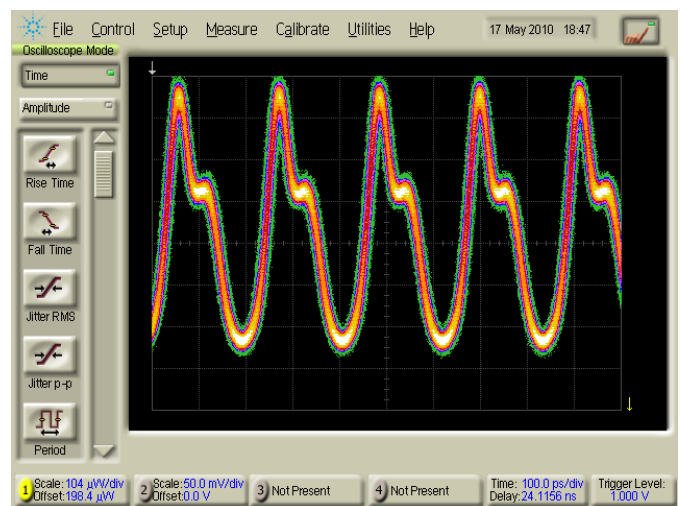 File Control Setup Measure Calibrate Utilities Help 17 May 2010 18:47
Oscilloscope Mode
Time
Amplitude
Rise Time
Fall Time
Jitter RMS
Jitter p-p
Period
1 Scale:104 µW/div
Offset:198.4 µW
2 Scale:50.0 mV/div
Offset:0.0 V
3 Not Present
4 Not Present
Time: 100.0 ps/div
Delay:24.1156 ns
Trigger Level:
1.000 V